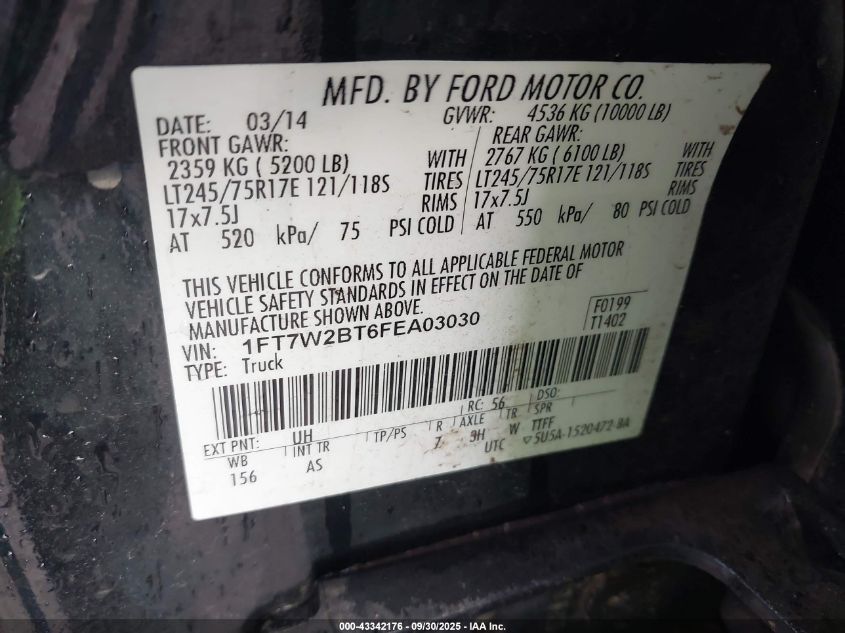 MFD. BY FORD MOTOR CO.
DATE: 03/14 GVWR: 4536 KG (10000 LB)
FRONT GAWR: REAR GAWR:
2359 KG ( 5200 LB) WITH 2767 KG ( 6100 LB) WITH
LT245/75R17E 121/118S TIRES LT245/75R17E 121/118S TIRES
17x7.5J RIMS 17x7.5J RIMS
AT 520 kPa/ 75 PSI COLD AT 550 kPa/ 80 PSI COLD
THIS VEHICLE CONFORMS TO ALL APPLICABLE FEDERAL MOTOR
VEHICLE SAFETY STANDARDS IN EFFECT ON THE DATE OF
MANUFACTURE SHOWN ABOVE.
VIN: 1FT7W2BT6FEA03030 F0199
TYPE: Truck T1402
EXT PNT: UH RC: 56 DSO:
WB INT TR TP/PS R AXLE TR SPR
156 AS 7 3H W TTFF
UTC ▽5U5A-1520472-BA
000-43342176 - 09/30/2025 - IAA Inc.